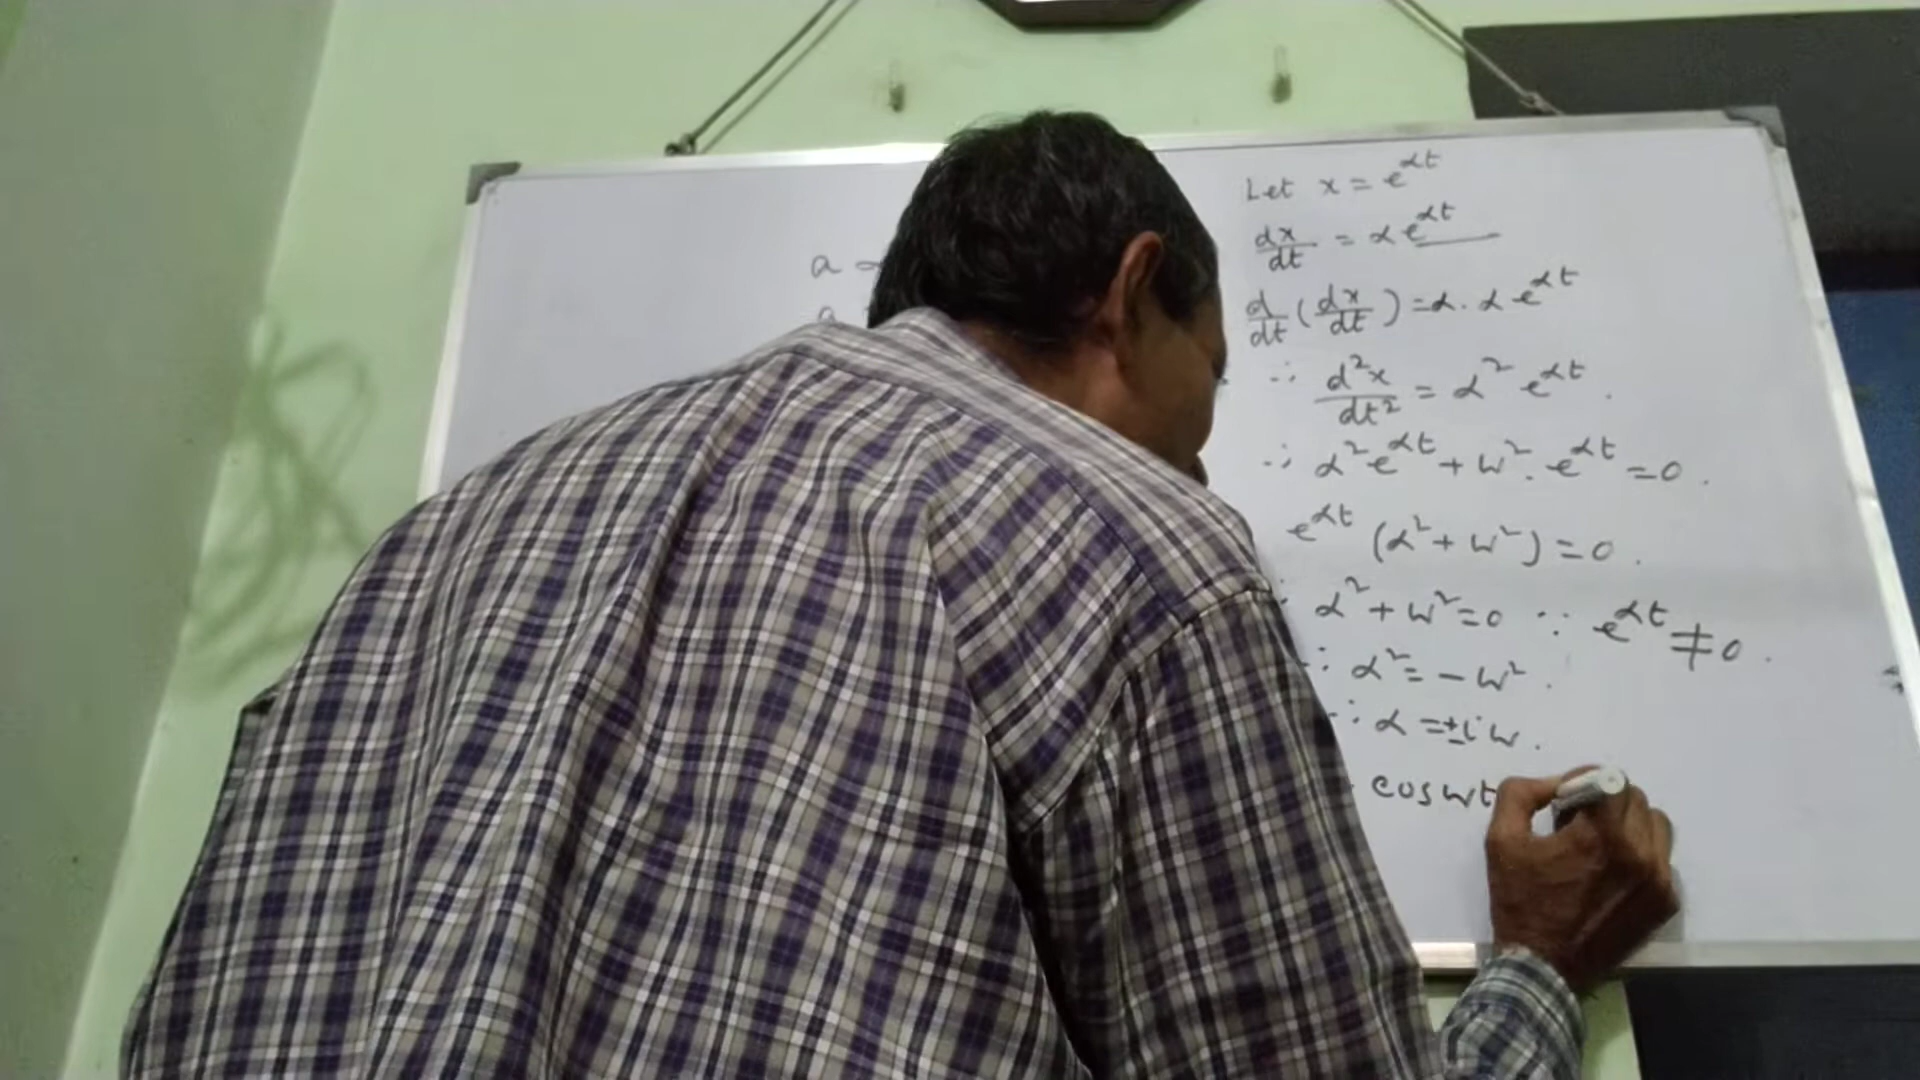 a α
a
Let x = e^{αt}
dx/dt = α e^{αt}
d/dt (dx/dt) = α . α e^{αt}
∴ d²x/dt² = α² e^{αt} .
∴ α² e^{αt} + w² . e^{αt} = 0 .
e^{αt} (α² + w²) = 0 .
∴ α² + w² = 0 ∵ e^{αt} ≠ 0 .
∴ α² = - w² .
∴ α = ± i w .
cos wt